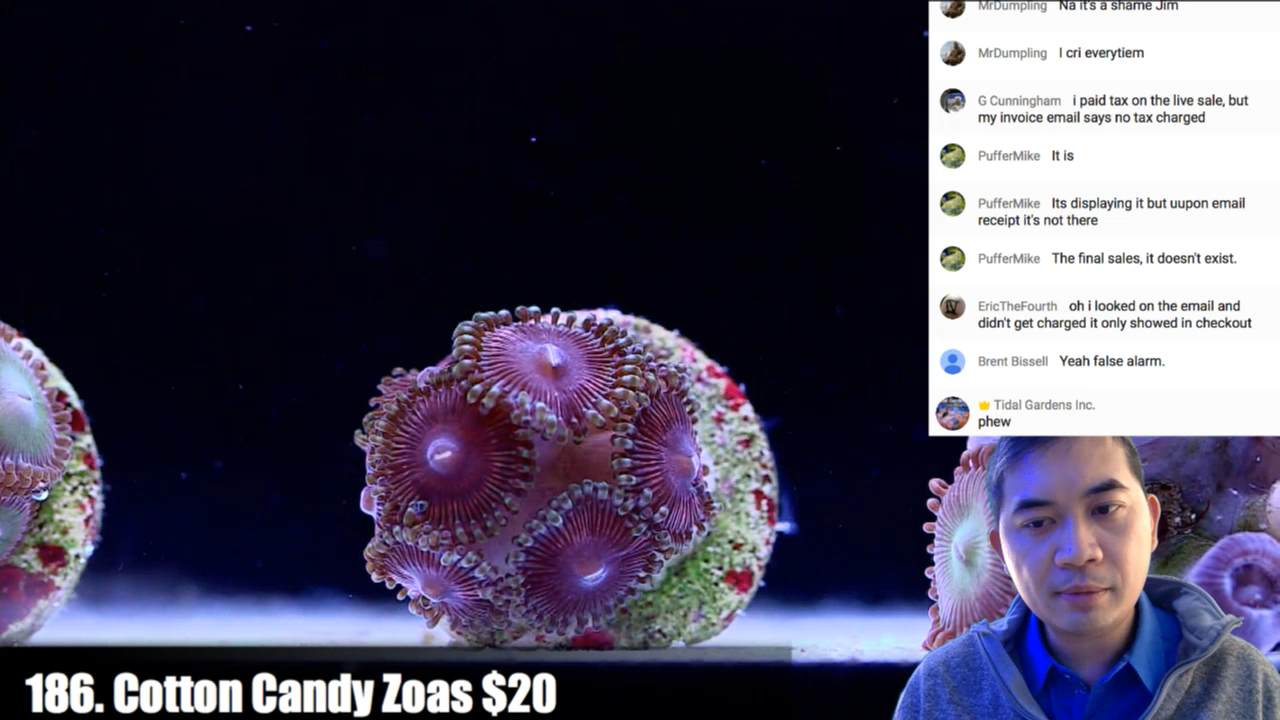 MrDumpling Na it's a shame Jim
MrDumpling I cri everytiem
G Cunningham i paid tax on the live sale, but
my invoice email says no tax charged
PufferMike It is
PufferMike Its displaying it but uupon email
receipt it's not there
PufferMike The final sales, it doesn't exist.
EricTheFourth oh i looked on the email and
didn't get charged it only showed in checkout
Brent Bissell Yeah false alarm.
Tidal Gardens Inc.
phew
186. Cotton Candy Zoas $20